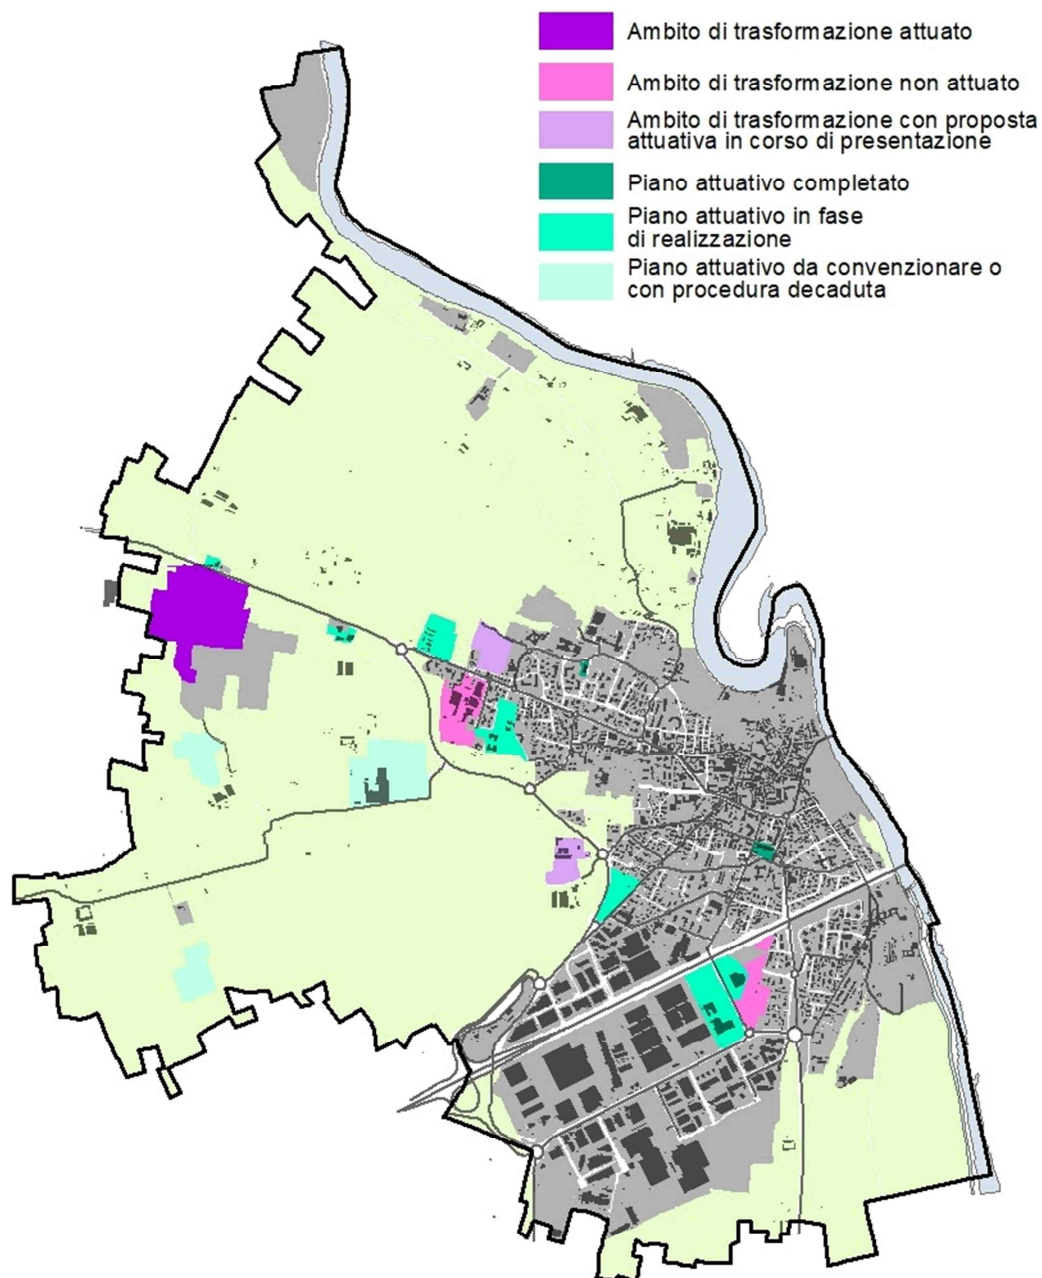 Ambito di trasformazione attuato
Ambito di trasformazione non attuato
Ambito di trasformazione con proposta
attuativa in corso di presentazione
Piano attuativo completato
Piano attuativo in fase
di realizzazione
Piano attuativo da convenzionare o
con procedura decaduta